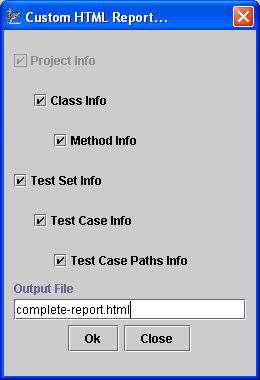 Custom HTML Report...
Project Info
Class Info
Method Info
Test Set Info
Test Case Info
Test Case Paths Info
Output File
complete-report.html
Ok Close